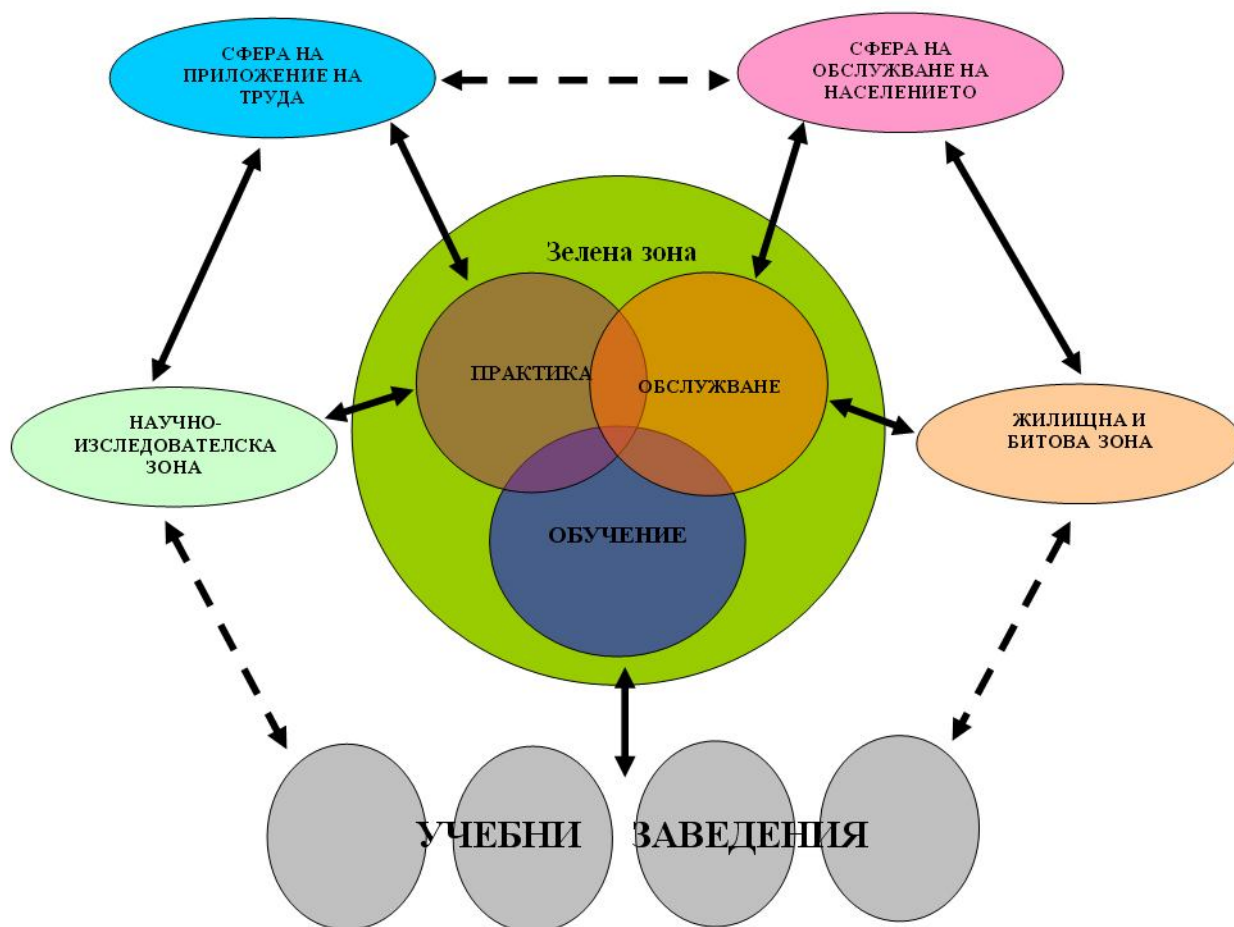 СФЕРА НА
ПРИЛОЖЕНИЕ НА
ТРУДА
СФЕРА НА
ОБСЛУЖВАНЕ НА
НАСЕЛЕНИЕТО
Зелена зона
ПРАКТИКА
ОБСЛУЖВАНЕ
НАУЧНО-
ИЗСЛЕДОВАТЕЛСКА
ЗОНА
ЖИЛИЩНА И
БИТОВА ЗОНА
ОБУЧЕНИЕ
УЧЕБНИ ЗАВЕДЕНИЯ